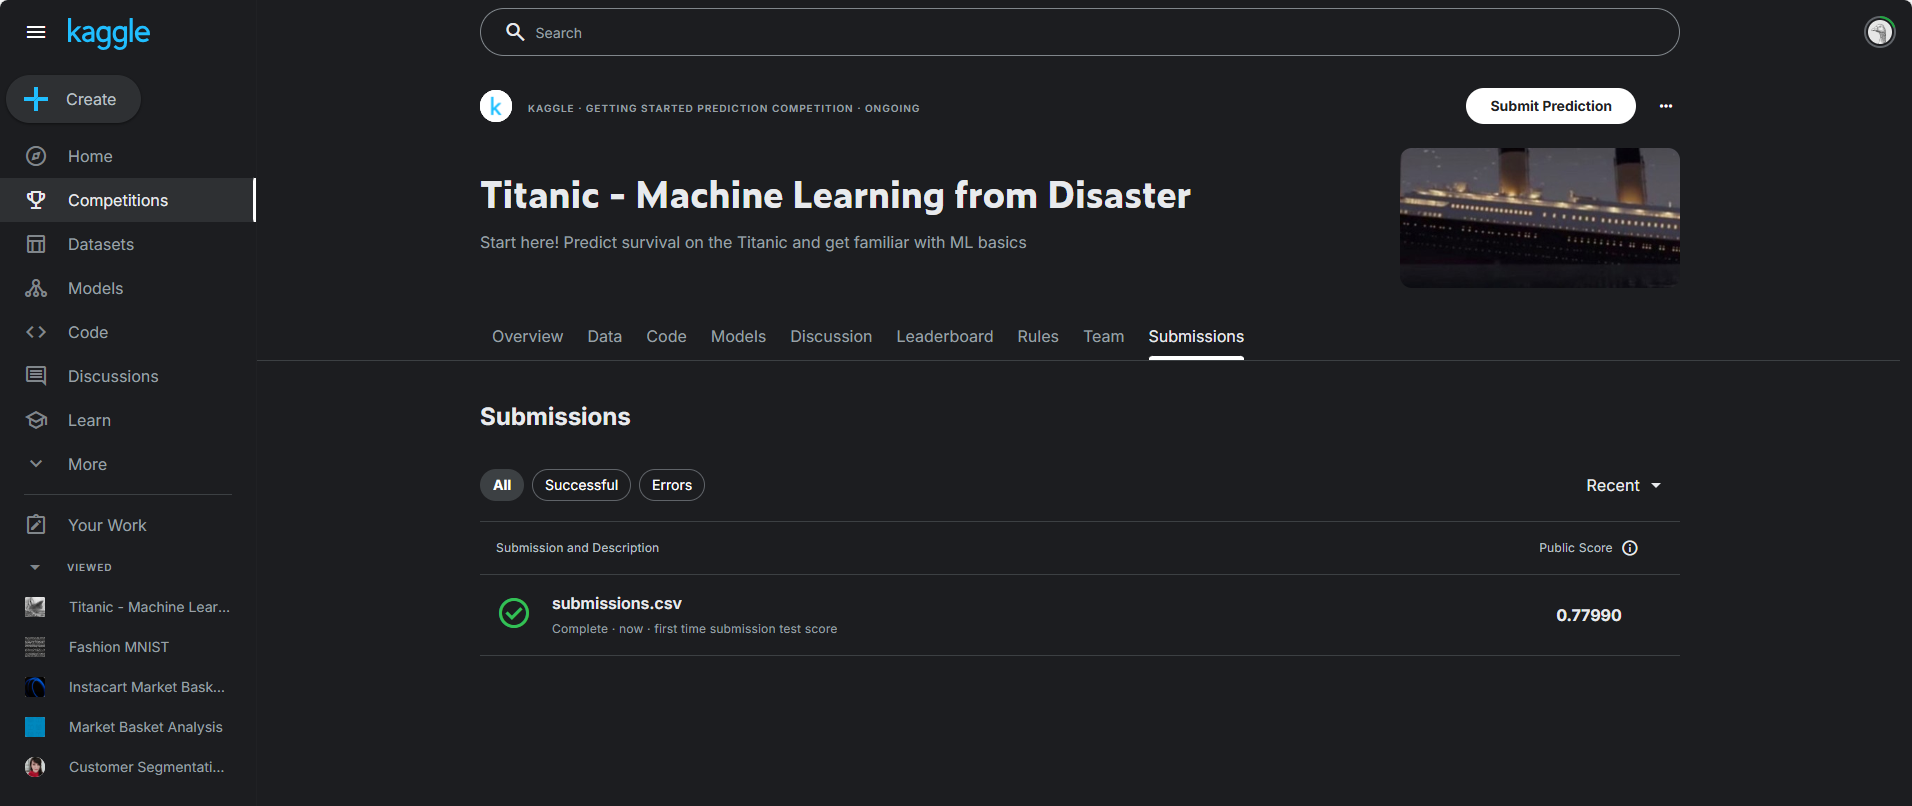 kaggle
Search
Create
Home
Competitions
Datasets
Models
Code
Discussions
Learn
More
Your Work
VIEWED
Titanic - Machine Lear...
Fashion MNIST
Instacart Market Bask...
Market Basket Analysis
Customer Segmentati...
k
KAGGLE · GETTING STARTED PREDICTION COMPETITION · ONGOING
Submit Prediction
Titanic - Machine Learning from Disaster
Start here! Predict survival on the Titanic and get familiar with ML basics
Overview Data Code Models Discussion Leaderboard Rules Team Submissions
Submissions
All Successful Errors Recent
Submission and Description Public Score
submissions.csv
0.77990
Complete · now · first time submission test score